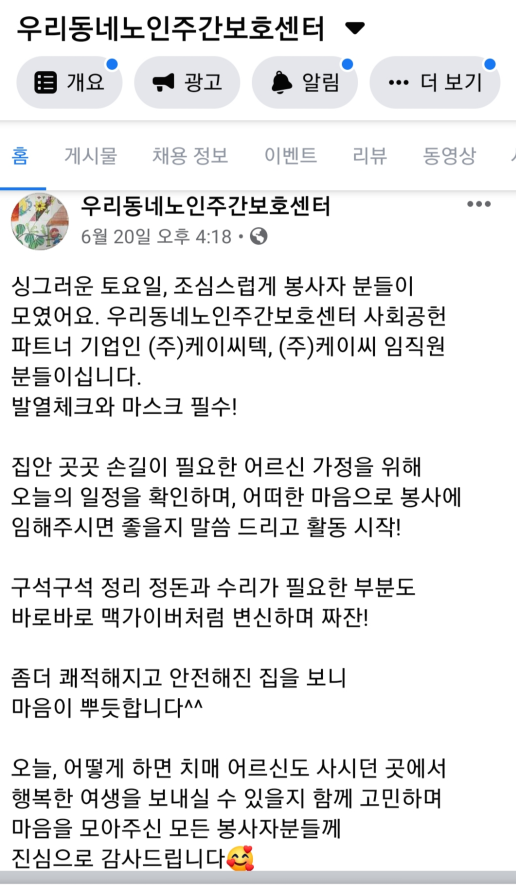 우리동네노인주간보호센터
개요
광고
알림
더 보기
홈
게시물
채용 정보
이벤트
리뷰
동영상
우리동네노인주간보호센터
6월 20일 오후 4:18
싱그러운 토요일, 조심스럽게 봉사자 분들이
모였어요. 우리동네노인주간보호센터 사회공헌
파트너 기업인 (주)케이씨텍, (주)케이씨 임직원
분들이십니다.
발열체크와 마스크 필수!
집안 곳곳 손길이 필요한 어르신 가정을 위해
오늘의 일정을 확인하며, 어떠한 마음으로 봉사에
임해주시면 좋을지 말씀 드리고 활동 시작!
구석구석 정리 정돈과 수리가 필요한 부분도
바로바로 맥가이버처럼 변신하며 짜잔!
좀더 쾌적해지고 안전해진 집을 보니
마음이 뿌듯합니다^^
오늘, 어떻게 하면 치매 어르신도 사시던 곳에서
행복한 여생을 보내실 수 있을지 함께 고민하며
마음을 모아주신 모든 봉사자분들께
진심으로 감사드립니다🥰